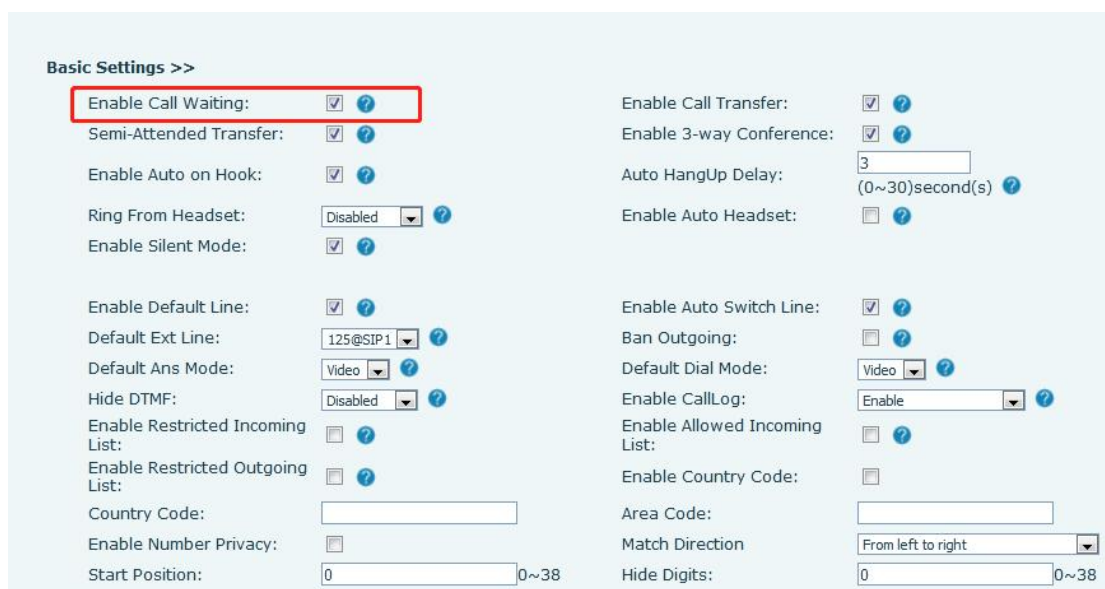 Basic Settings >>
Enable Call Waiting: ? Enable Call Transfer: ?
Semi-Attended Transfer: ? Enable 3-way Conference: ?
Enable Auto on Hook: ? Auto HangUp Delay: 3
(0~30)second(s) ?
Ring From Headset: Disabled ? Enable Auto Headset: ?
Enable Silent Mode: ?
Enable Default Line: ? Enable Auto Switch Line: ?
Default Ext Line: 125@SIP1 ? Ban Outgoing: ?
Default Ans Mode: Video ? Default Dial Mode: Video ?
Hide DTMF: Disabled ? Enable CallLog: Enable ?
Enable Restricted Incoming List: ? Enable Allowed Incoming List: ?
Enable Restricted Outgoing List: ? Enable Country Code:
Country Code: Area Code:
Enable Number Privacy: Match Direction From left to right
Start Position: 0 0~38 Hide Digits: 0 0~38